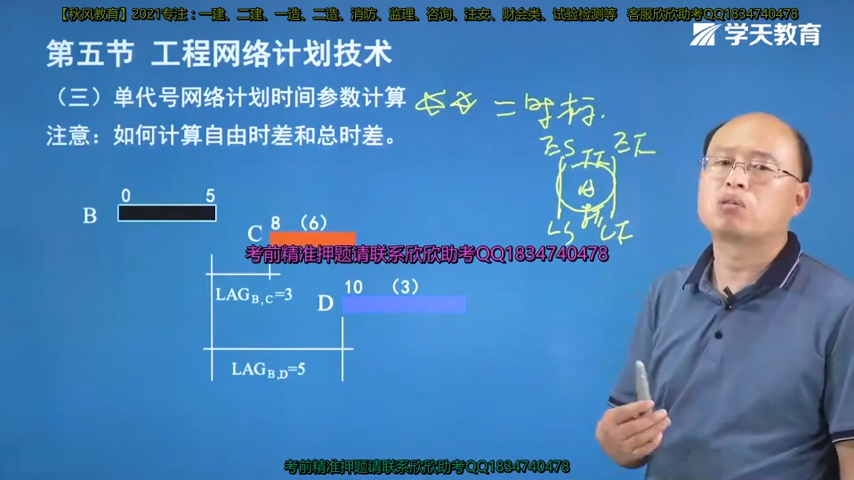 【秋风教育】2021专注：一建、二建、一造、二造、消防、监理、咨询、注安、财会类、试验检测等 客服欣欣助考QQ1834740478
学天教育
第五节 工程网络计划技术
（三）单代号网络计划时间参数计算
二时标.
注意：如何计算自由时差和总时差。
ES
B
0 5
LS LF
C
8 （6）
考前精准押题请联系欣欣助考QQ1834740478
LAGB,C=3
D
10 （3）
LAGB,D=5
考前精准押题请联系欣欣助考QQ1834740478